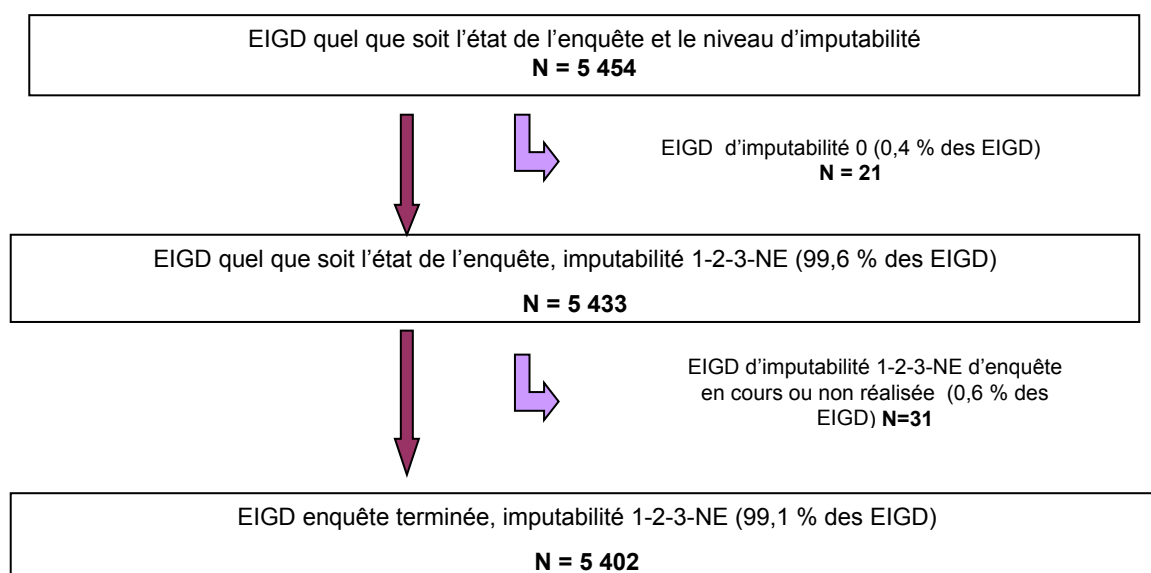 EIGD quel que soit l’état de l’enquête et le niveau d’imputabilité
N = 5 454
EIGD  d’imputabilité 0 (0,4 % des EIGD)
N = 21
EIGD quel que soit l’état de l’enquête, imputabilité 1-2-3-NE (99,6 % des EIGD)
N = 5 433
EIGD d’imputabilité 1-2-3-NE d’enquête
en cours ou non réalisée  (0,6 % des
EIGD) N=31
EIGD enquête terminée, imputabilité 1-2-3-NE (99,1 % des EIGD)
N = 5 402